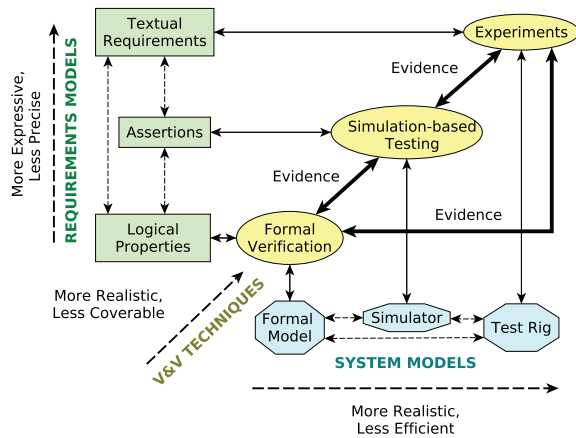 Textual
Requirements
Experiments
Evidence
More Expressive,
Less Precise
REQUIREMENTS MODELS
Assertions
Simulation-based
Testing
Evidence
Evidence
Logical
Properties
Formal
Verification
More Realistic,
Less Coverable
V&V TECHNIQUES
Formal
Model
Simulator
Test Rig
SYSTEM MODELS
More Realistic,
Less Efficient